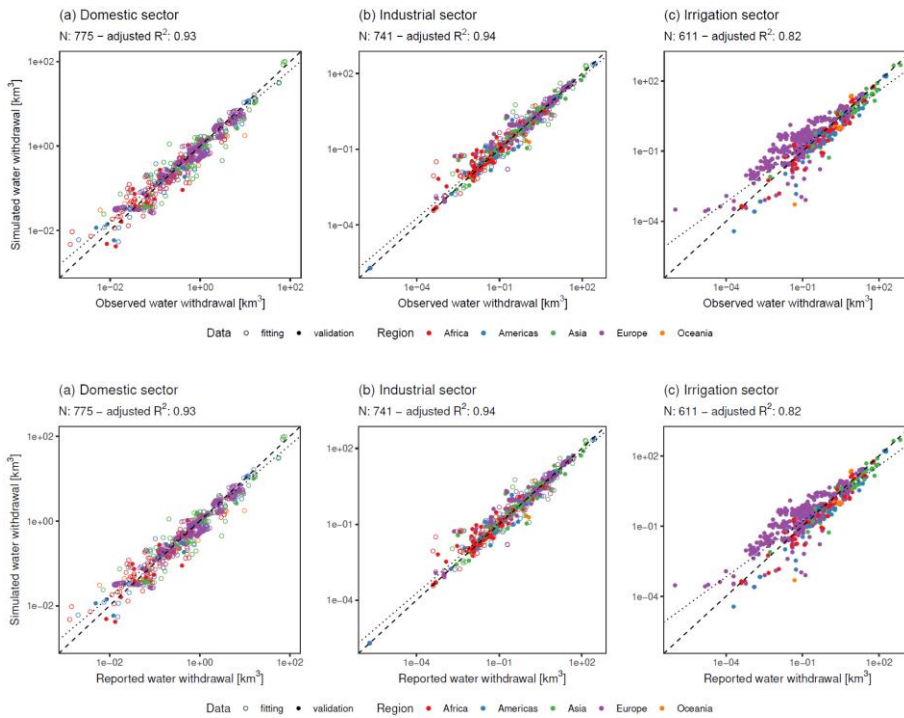 (a) Domestic sector
N: 775 − adjusted R²: 0.93
(b) Industrial sector
N: 741 − adjusted R²: 0.94
(c) Irrigation sector
N: 611 − adjusted R²: 0.82
Simulated water withdrawal [km³]
1e+02
1e+00
1e−02
1e+02
1e−01
1e−04
1e+02
1e−01
1e−04
1e−02 1e+00 1e+02
1e−04 1e−01 1e+02
1e−04 1e−01 1e+02
Observed water withdrawal [km³]
Observed water withdrawal [km³]
Observed water withdrawal [km³]
Data fitting validation Region Africa Americas Asia Europe Oceania
(a) Domestic sector
N: 775 − adjusted R²: 0.93
(b) Industrial sector
N: 741 − adjusted R²: 0.94
(c) Irrigation sector
N: 611 − adjusted R²: 0.82
Simulated water withdrawal [km³]
1e+02
1e+00
1e−02
1e+02
1e−01
1e−04
1e+02
1e−01
1e−04
1e−02 1e+00 1e+02
1e−04 1e−01 1e+02
1e−04 1e−01 1e+02
Reported water withdrawal [km³]
Reported water withdrawal [km³]
Reported water withdrawal [km³]
Data fitting validation Region Africa Americas Asia Europe Oceania